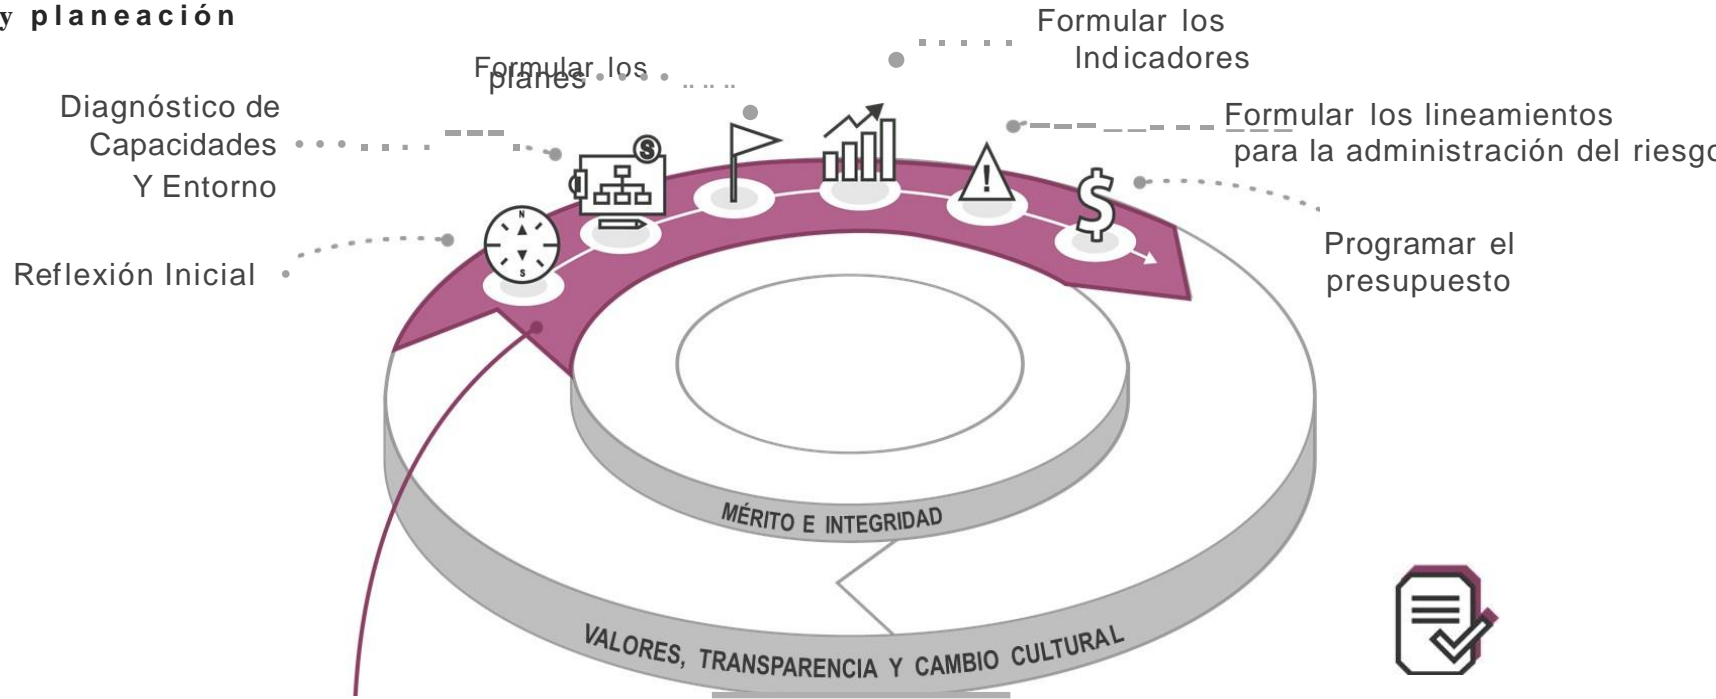 y planeación
Formular los
Indicadores
Formular los
planes
Diagnóstico de
Capacidades
Y Entorno
Formular los lineamientos
para la administración del riesgo
Reflexión Inicial
Programar el
presupuesto
$
N
S
!
$
MÉRITO E INTEGRIDAD
VALORES, TRANSPARENCIA Y CAMBIO CULTURAL